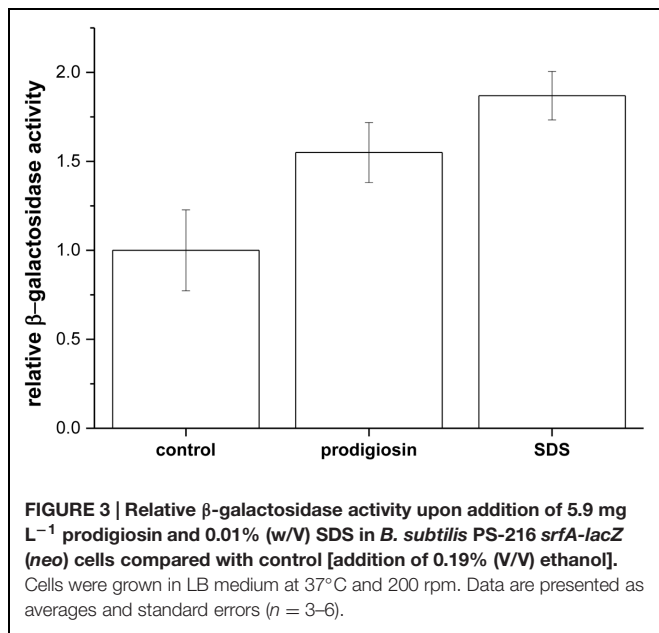 relative β–galactosidase activity
2.0
1.5
1.0
0.5
0.0
control prodigiosin SDS
FIGURE 3 | Relative β-galactosidase activity upon addition of 5.9 mg
L⁻¹ prodigiosin and 0.01% (w/V) SDS in B. subtilis PS-216 srfA-lacZ
(neo) cells compared with control [addition of 0.19% (V/V) ethanol].
Cells were grown in LB medium at 37°C and 200 rpm. Data are presented as
averages and standard errors (n = 3–6).